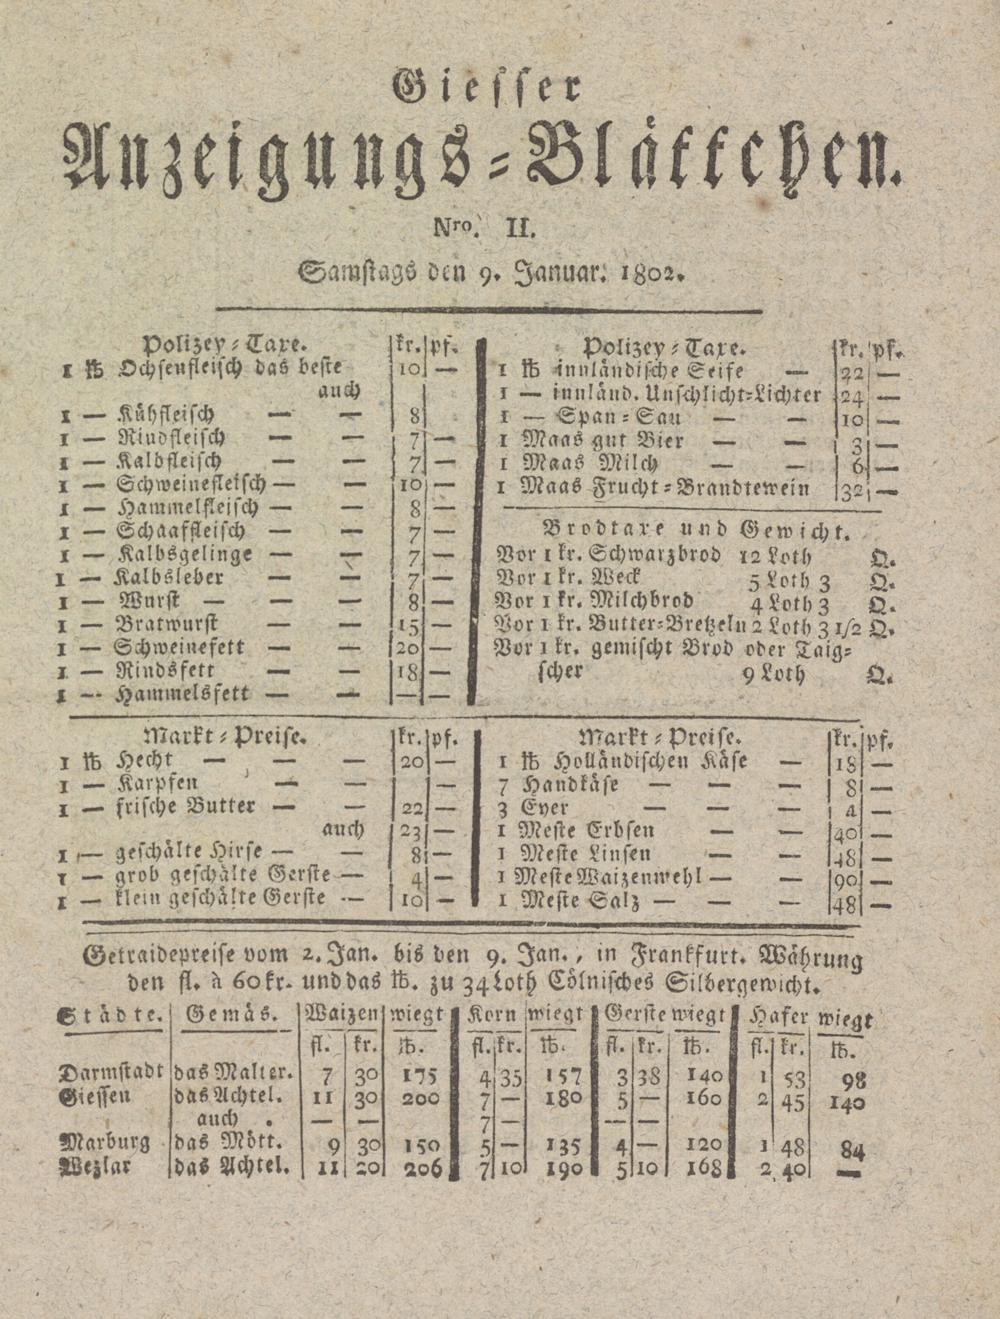 Giesser
Anzeigungs-Blättchen.
Nro. II.
Samstags den 9. Januar. 1802.
Polizey-Taxe. kr. pf.
1 ℔ Ochsenfleisch das beste 10 —
auch
1 — Kühfleisch — — 8
1 — Rindfleisch — — 7 —
1 — Kalbfleisch — — 7 —
1 — Schweinefleisch — — 10 —
1 — Hammelfleisch — — 8 —
1 — Schaaffleisch — — 7 —
1 — Kalbsgelinge — — 7 —
1 — Kalbsleber — — 7 —
1 — Wurst — — — 8 —
1 — Bratwurst — — 15 —
1 — Schweinefett — — 20 —
1 — Rindsfett — — 18 —
1 — Hammelsfett — — — —
Polizey-Taxe. kr. pf.
1 ℔ innländische Seife — 22 —
1 — innländ. Unschlicht-Lichter 24 —
1 — Span-Sau — — 10 —
1 Maas gut Bier — — 3 —
1 Maas Milch — — 6 —
1 Maas Frucht-Brandtewein 32 —
Brodtaxe und Gewicht.
Vor 1 kr. Schwarzbrod 12 Loth Q.
Vor 1 kr. Weck 5 Loth 3 Q.
Vor 1 kr. Milchbrod 4 Loth 3 Q.
Vor 1 kr. Butter-Bretzeln 2 Loth 3 1/2 Q.
Vor 1 kr. gemischt Brod oder Taig-
scher 9 Loth Q.
Markt-Preise. kr. pf.
1 ℔ Hecht — — — 20 —
1 — Karpfen — — —
1 — frische Butter — — 22 —
auch 23 —
1 — geschälte Hirse — — 8 —
1 — grob geschälte Gerste — 4 —
1 — klein geschälte Gerste — 10 —
Markt-Preise. kr. pf.
1 ℔ Holländischen Käse — 18 —
7 Handkäse — — — 8 —
3 Eyer — — — 4 —
1 Meste Erbsen — — 40 —
1 Meste Linsen — — 48 —
1 Meste Waizenmehl — — 90 —
1 Meste Salz — — — 48 —
Getraidepreise vom 2. Jan. bis den 9. Jan., in Frankfurt. Währung
den fl. à 60 kr. und das ℔. zu 34 Loth Cölnisches Silbergewicht.
Städte. Gemäs. Waizen wiegt Korn wiegt Gerste wiegt Hafer wiegt
fl. kr. ℔. fl. kr. ℔. fl. kr. ℔. fl. kr. ℔.
Darmstadt das Malter. 7 30 175 4 35 157 3 38 140 1 53 98
Giessen das Achtel. 11 30 200 7 — 180 5 — 160 2 45 140
auch . — — 7 — — —
Marburg das Mött. 9 30 150 5 — 135 4 — 120 1 48 84
Wezlar das Achtel. 11 20 206 7 10 190 5 10 168 2 40 —